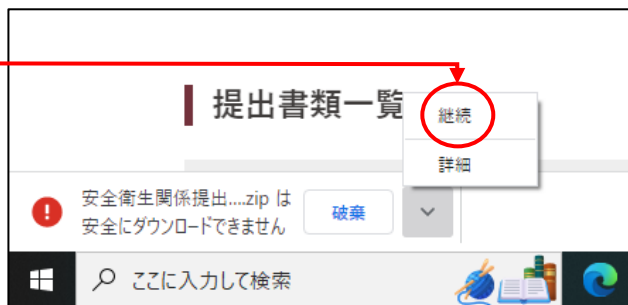 提出書類一覧
継続
詳細
安全衛生関係提出....zip は
安全にダウンロードできません
破棄
ここに入力して検索